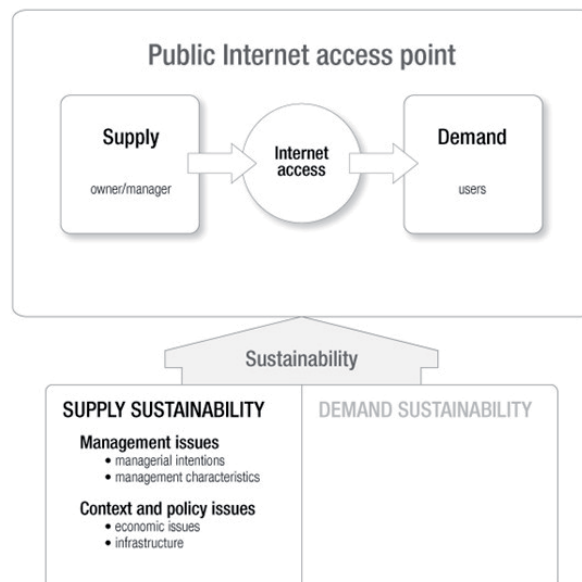 Public Internet access point
Supply
owner/manager
Internet
access
Demand
users
Sustainability
SUPPLY SUSTAINABILITY
Management issues
• managerial intentions
• management characteristics
Context and policy issues
• economic issues
• infrastructure
DEMAND SUSTAINABILITY